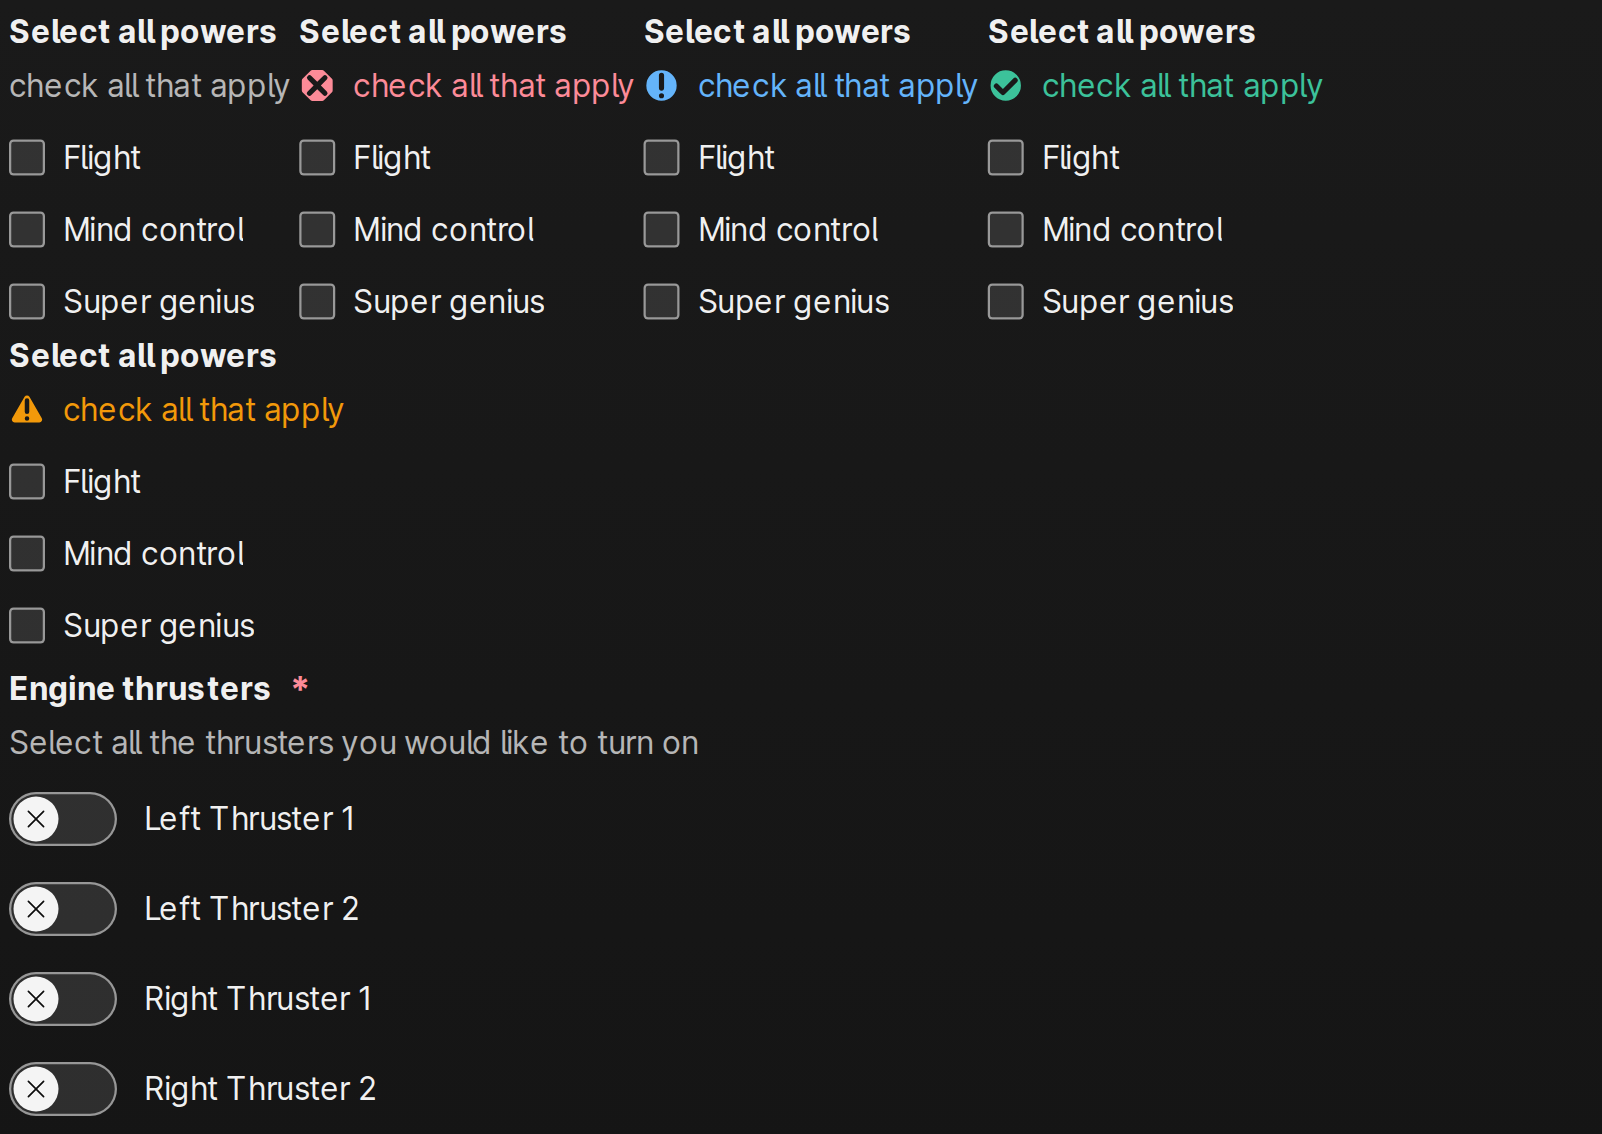 Select all powers Select all powers Select all powers Select all powers
check all that apply check all that apply check all that apply check all that apply
Flight Flight Flight Flight
Mind control Mind control Mind control Mind control
Super genius Super genius Super genius Super genius
Select all powers
check all that apply
Flight
Mind control
Super genius
Engine thrusters *
Select all the thrusters you would like to turn on
Left Thruster 1
Left Thruster 2
Right Thruster 1
Right Thruster 2